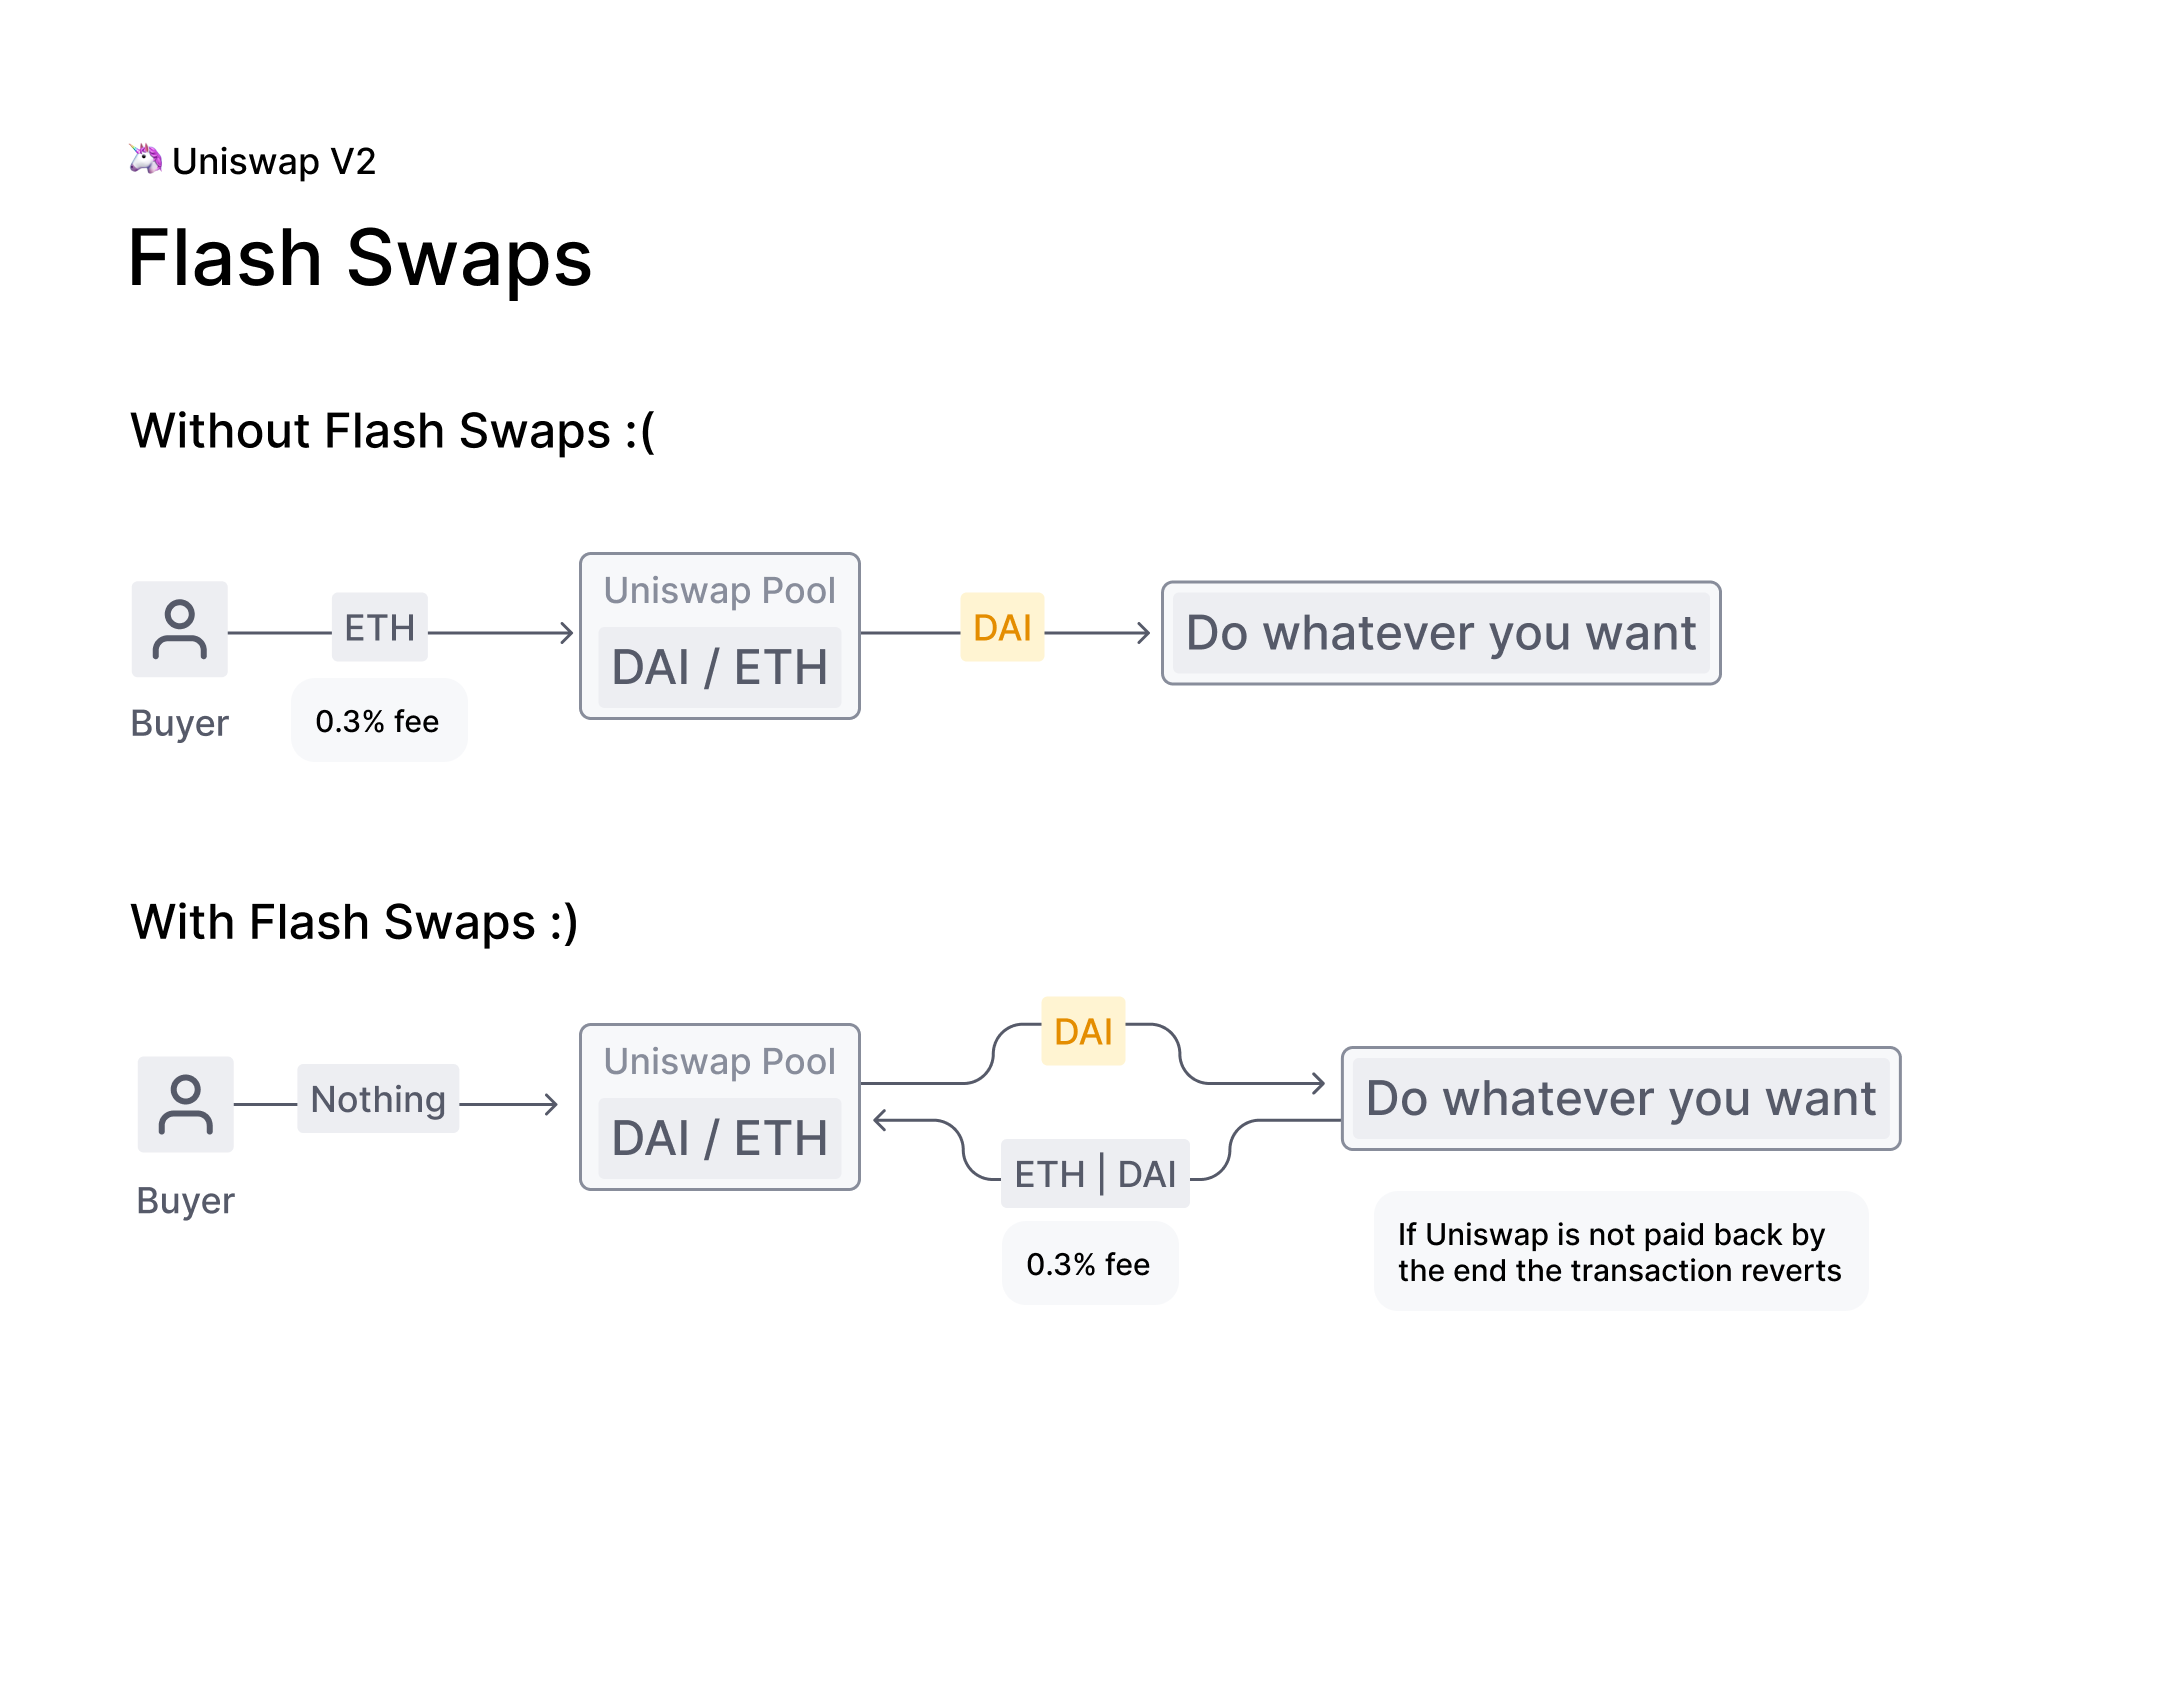 🦄 Uniswap V2
Flash Swaps
Without Flash Swaps :(
Buyer
ETH
0.3% fee
Uniswap Pool
DAI / ETH
DAI
Do whatever you want
With Flash Swaps :)
Buyer
Nothing
Uniswap Pool
DAI / ETH
DAI
ETH | DAI
0.3% fee
Do whatever you want
If Uniswap is not paid back by
the end the transaction reverts